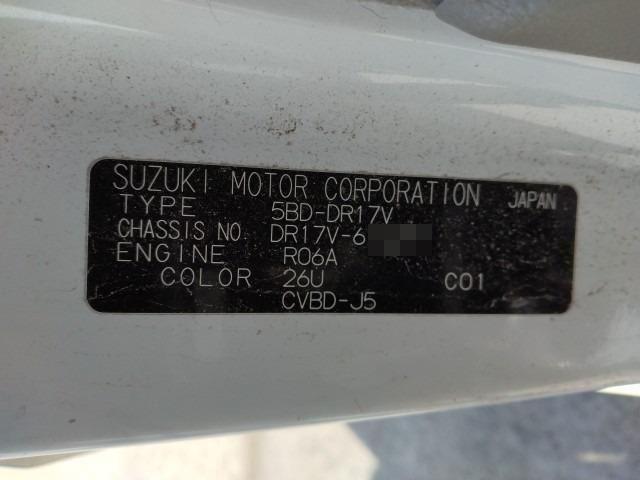 SUZUKI MOTOR CORPORATION JAPAN
TYPE 5BD-DR17V
CHASSIS NO DR17V-6
ENGINE R06A
COLOR 26U C01
CVBD-J5